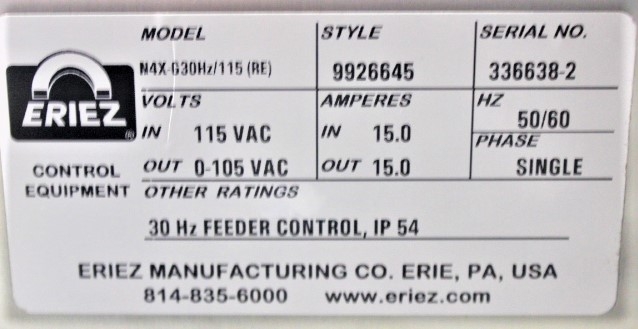 MODEL STYLE SERIAL NO.
N4X-G30Hz/115 (RE) 9926645 336638-2
ERIEZ
®
VOLTS AMPERES HZ
IN 115 VAC IN 15.0 50/60
PHASE
CONTROL EQUIPMENT
OUT 0-105 VAC OUT 15.0 SINGLE
OTHER RATINGS
30 Hz FEEDER CONTROL, IP 54
ERIEZ MANUFACTURING CO. ERIE, PA, USA
814-835-6000 www.eriez.com